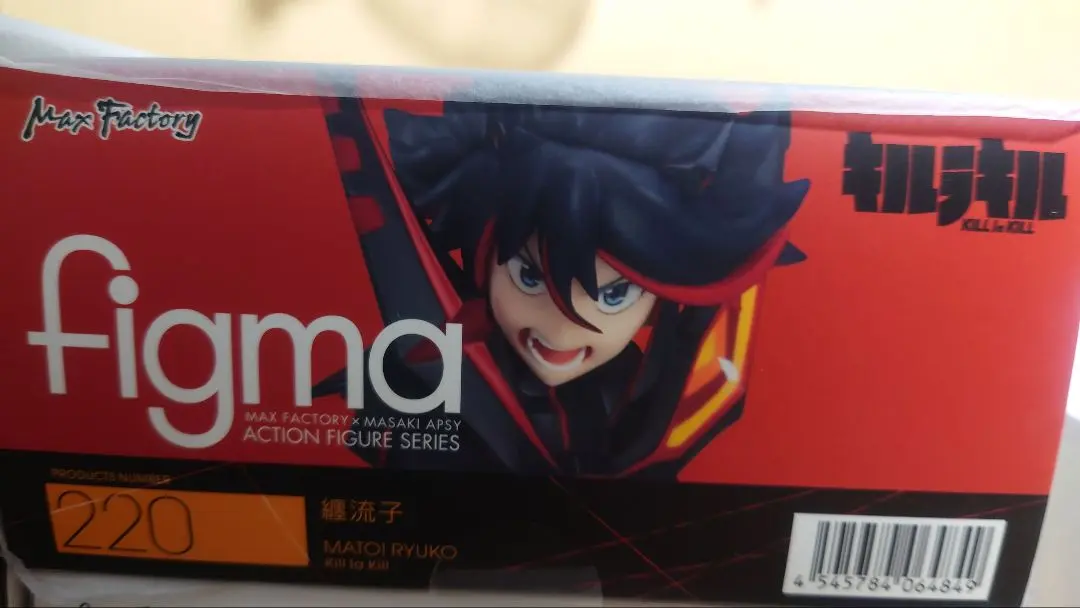 Max Factory
キルラキル
KILL la KILL
figma
MAX FACTORY × MASAKI APSY
ACTION FIGURE SERIES
PRODUCTS NUMBER
220
纏流子
MATOI RYUKO
Kill la Kill
4 545784 064849